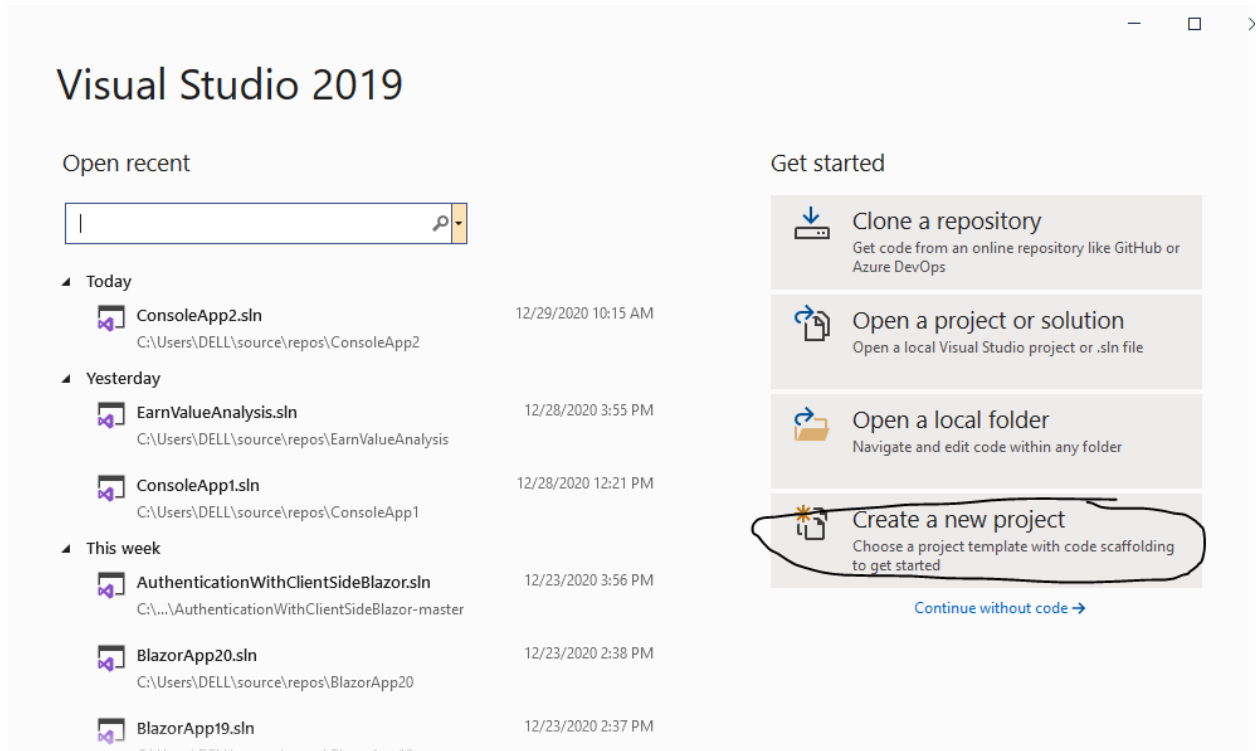 Visual Studio 2019
Open recent
Today
ConsoleApp2.sln
12/29/2020 10:15 AM
C:\Users\DELL\source\repos\ConsoleApp2
Yesterday
EarnValueAnalysis.sln
12/28/2020 3:55 PM
C:\Users\DELL\source\repos\EarnValueAnalysis
ConsoleApp1.sln
12/28/2020 12:21 PM
C:\Users\DELL\source\repos\ConsoleApp1
This week
AuthenticationWithClientSideBlazor.sln
12/23/2020 3:56 PM
C:\...\AuthenticationWithClientSideBlazor-master
BlazorApp20.sln
12/23/2020 2:38 PM
C:\Users\DELL\source\repos\BlazorApp20
BlazorApp19.sln
12/23/2020 2:37 PM
Get started
Clone a repository
Get code from an online repository like GitHub or
Azure DevOps
Open a project or solution
Open a local Visual Studio project or .sln file
Open a local folder
Navigate and edit code within any folder
Create a new project
Choose a project template with code scaffolding
to get started
Continue without code →